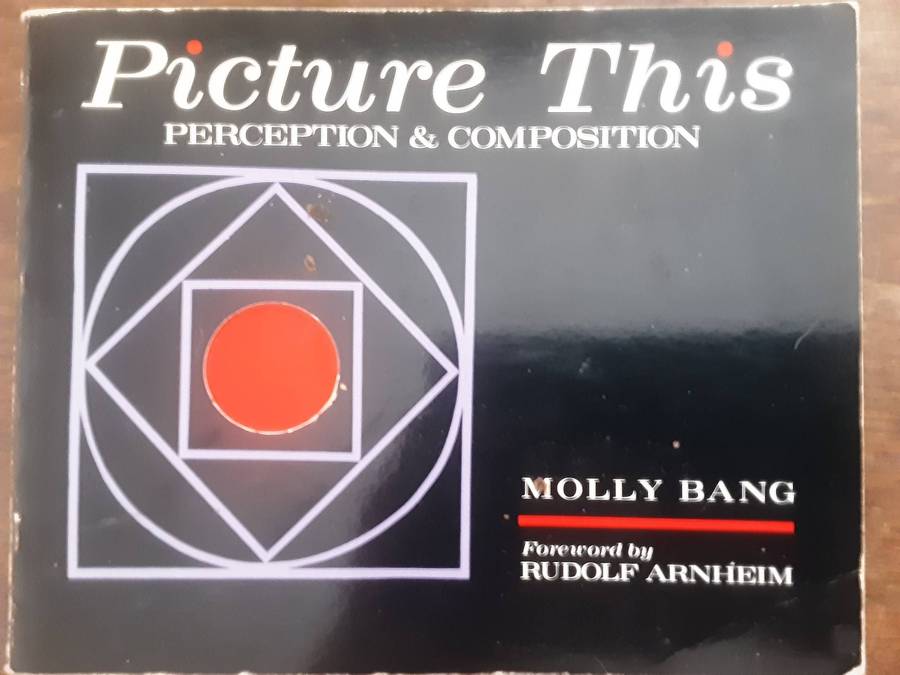 Picture This
PERCEPTION & COMPOSITION
MOLLY BANG
Foreword by
RUDOLF ARNHEIM